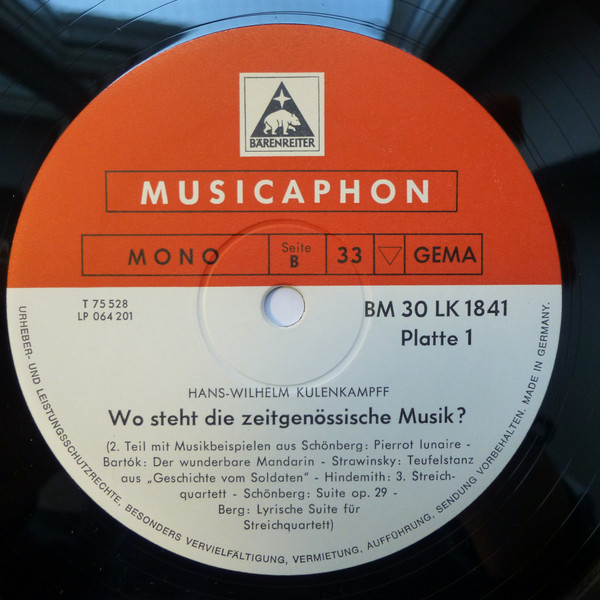 BÄRENREITER
MUSICAPHON
MONO
Seite
B
33
GEMA
T 75 528
LP 064 201
BM 30 LK 1841
Platte 1
HANS-WILHELM KULENKAMPFF
Wo steht die zeitgenössische Musik?
(2. Teil mit Musikbeispielen aus Schönberg: Pierrot lunaire -
Bartók: Der wunderbare Mandarin - Strawinsky: Teufelstanz
aus „Geschichte vom Soldaten" - Hindemith: 3. Streich-
quartett - Schönberg: Suite op. 29 -
Berg: Lyrische Suite für
Streichquartett)
URHEBER- UND LEISTUNGSSCHUTZRECHTE, BESONDERS VERVIELFÄLTIGUNG, VERMIETUNG, AUFFÜHRUNG, SENDUNG VORBEHALTEN. MADE IN GERMANY.